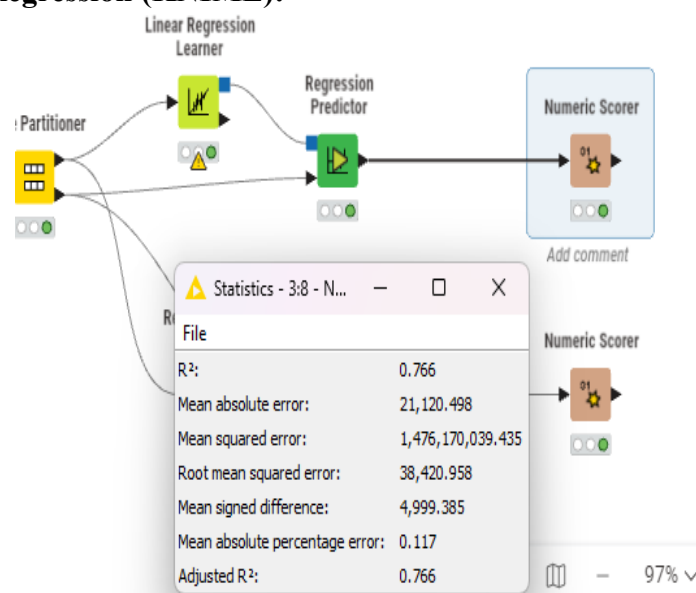 Regression (KNIME):
Linear Regression
Learner
Regression
Predictor
Numeric Scorer
Partitioner
Add comment
Statistics - 3:8 - N...
File
R²: 0.766
Mean absolute error: 21,120.498
Mean squared error: 1,476,170,039.435
Root mean squared error: 38,420.958
Mean signed difference: 4,999.385
Mean absolute percentage error: 0.117
Adjusted R²: 0.766
Numeric Scorer
97%